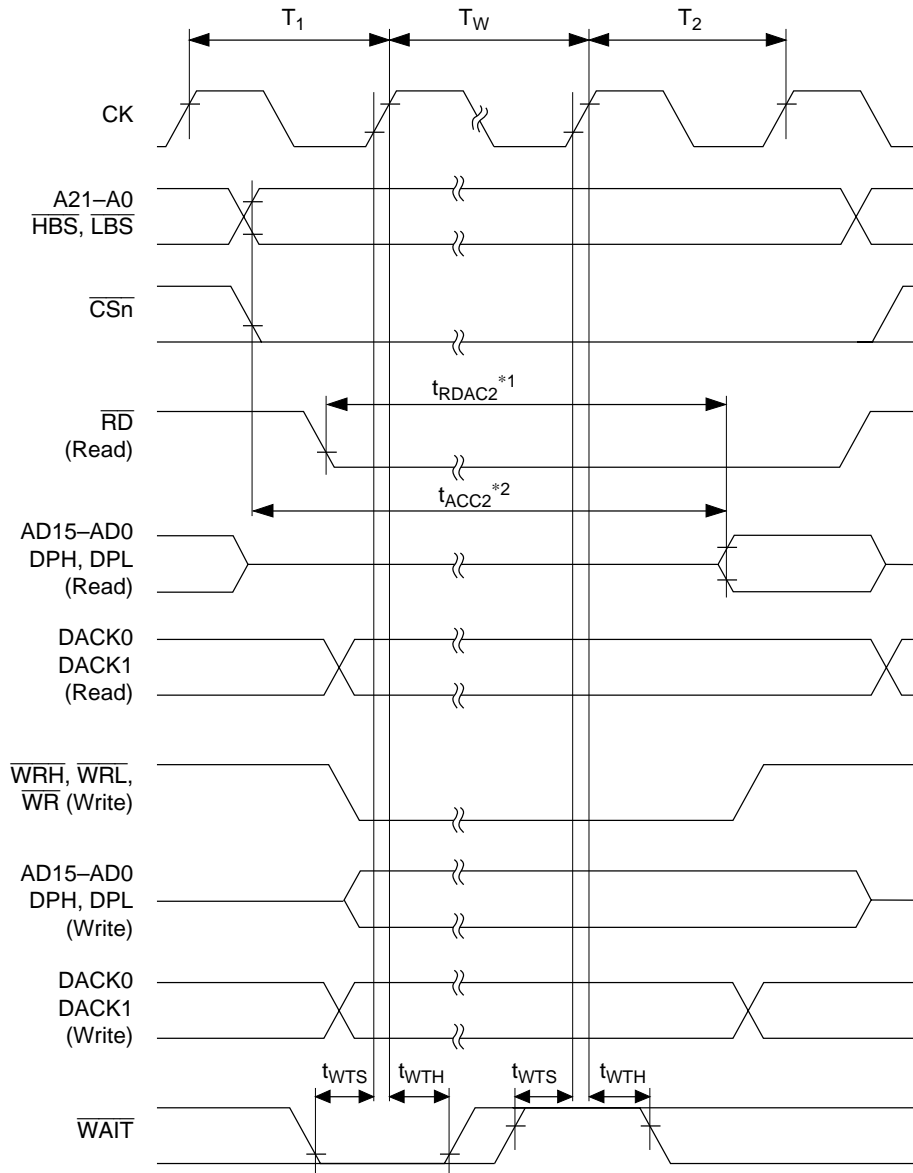 T1 TW T2
CK
A21–A0
HBS, LBS
CSn
tRDAC2*1
RD
(Read)
tACC2*2
AD15–AD0
DPH, DPL
(Read)
DACK0
DACK1
(Read)
WRH, WRL,
WR (Write)
AD15–AD0
DPH, DPL
(Write)
DACK0
DACK1
(Write)
tWTS tWTH tWTS tWTH
WAIT